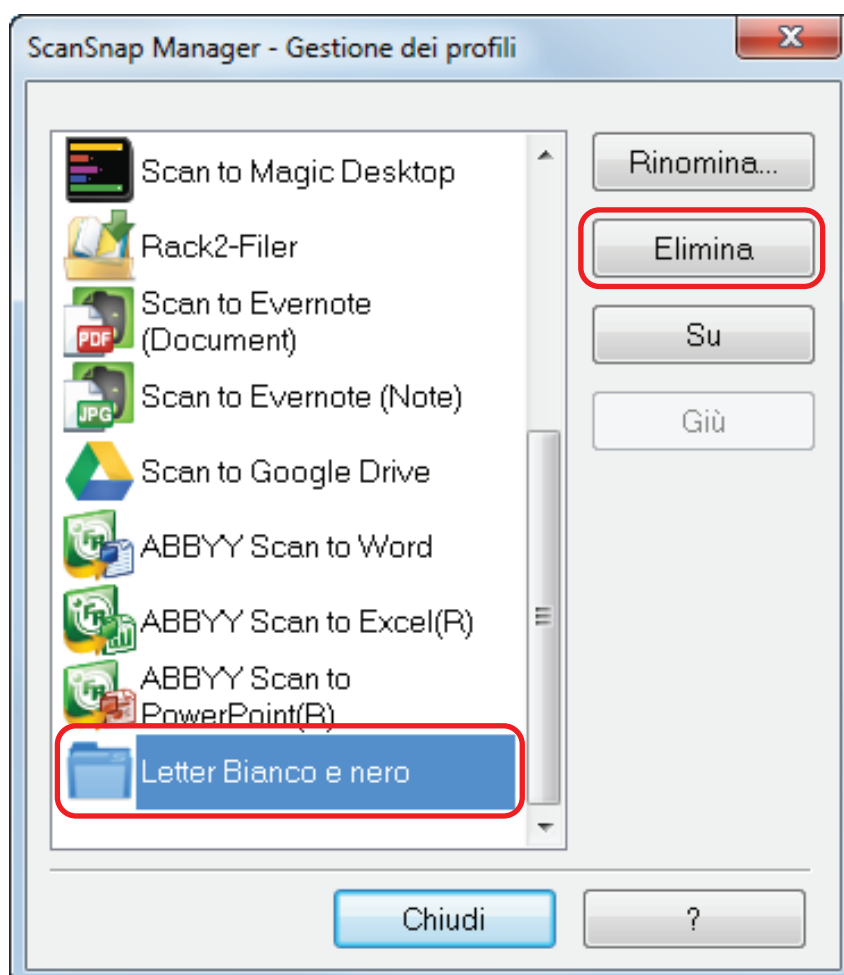 ScanSnap Manager - Gestione dei profili
Scan to Magic Desktop
Rack2-Filer
Scan to Evernote
(Document)
PDF
Scan to Evernote (Note)
JPG
Scan to Google Drive
ABBYY Scan to Word
ABBYY Scan to Excel(R)
ABBYY Scan to
PowerPoint(R)
Letter Bianco e nero
Rinomina...
Elimina
Su
Giù
Chiudi
?